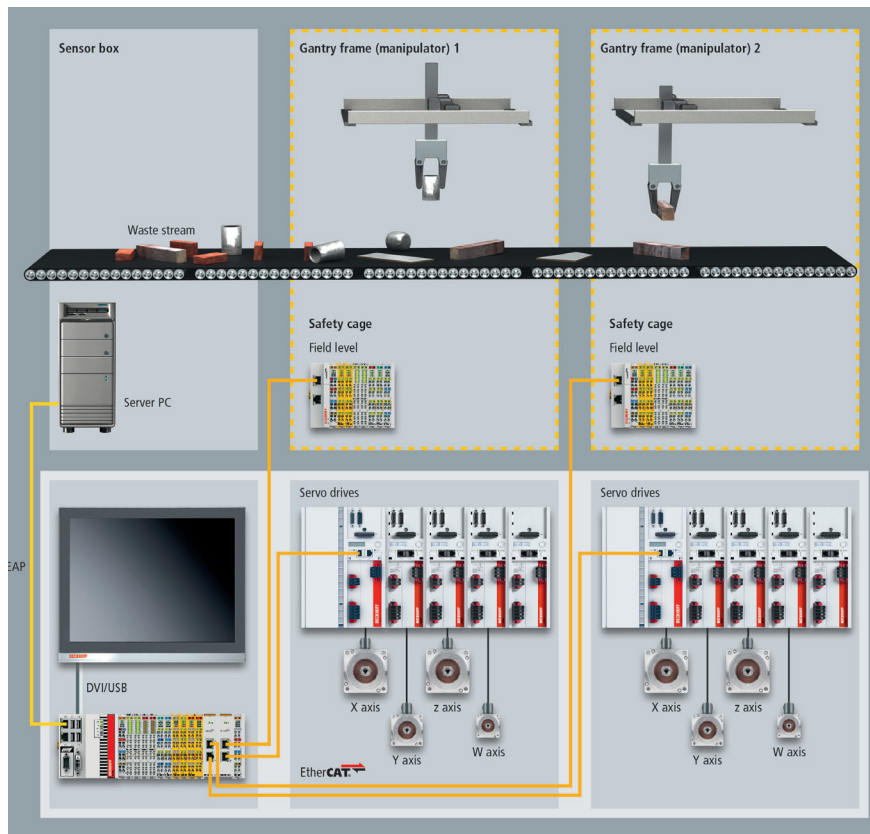 Sensor box
Gantry frame (manipulator) 1
Gantry frame (manipulator) 2
Waste stream
Safety cage
Field level
Safety cage
Field level
Server PC
EAP
Servo drives
Servo drives
BECKHOFF
DVI/USB
X axis
z axis
Y axis
W axis
X axis
z axis
Y axis
W axis
EtherCAT